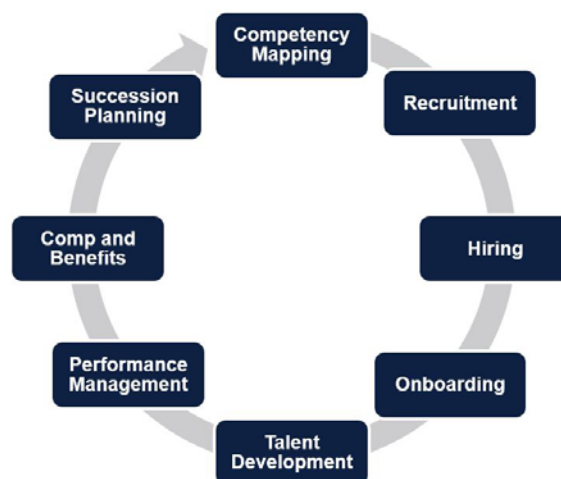 Competency
Mapping
Recruitment
Hiring
Onboarding
Talent
Development
Performance
Management
Comp and
Benefits
Succession
Planning